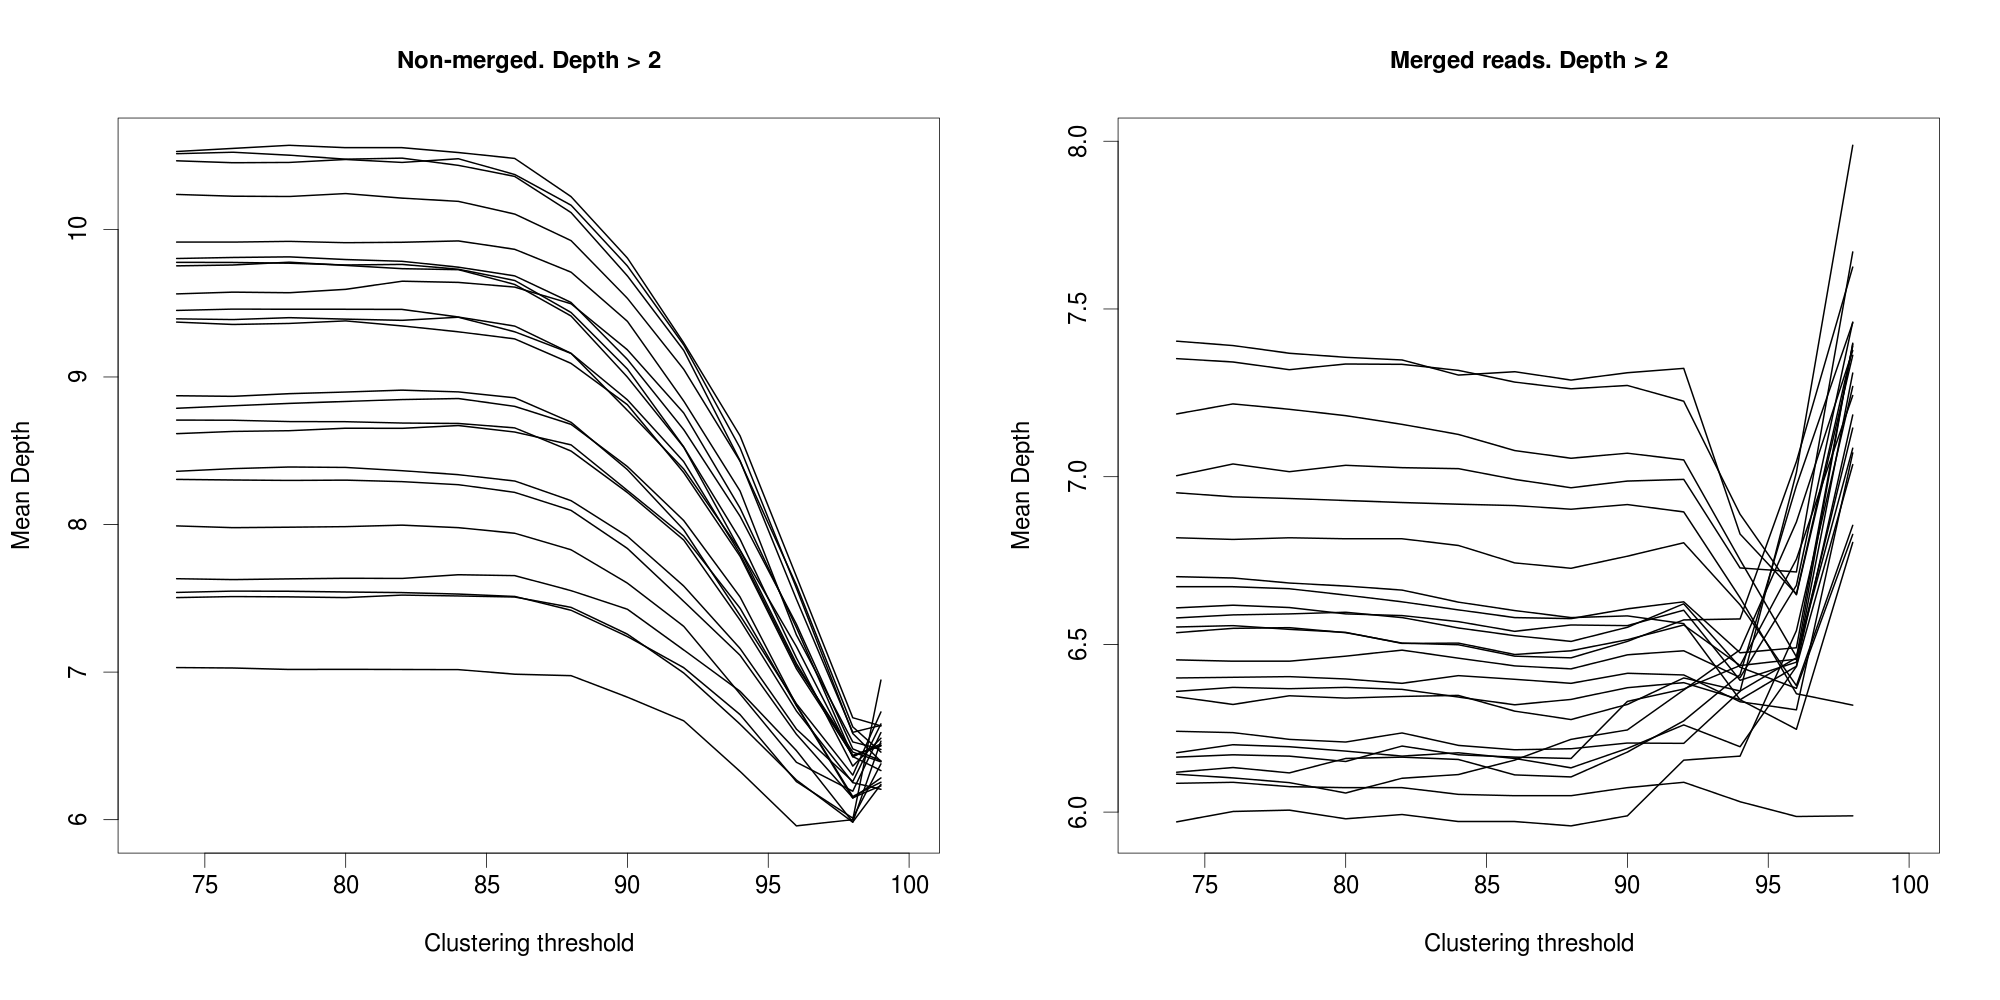 Non-merged. Depth > 2
Mean Depth
10
9
8
7
6
75 80 85 90 95 100
Clustering threshold
Merged reads. Depth > 2
Mean Depth
8.0
7.5
7.0
6.5
6.0
75 80 85 90 95 100
Clustering threshold